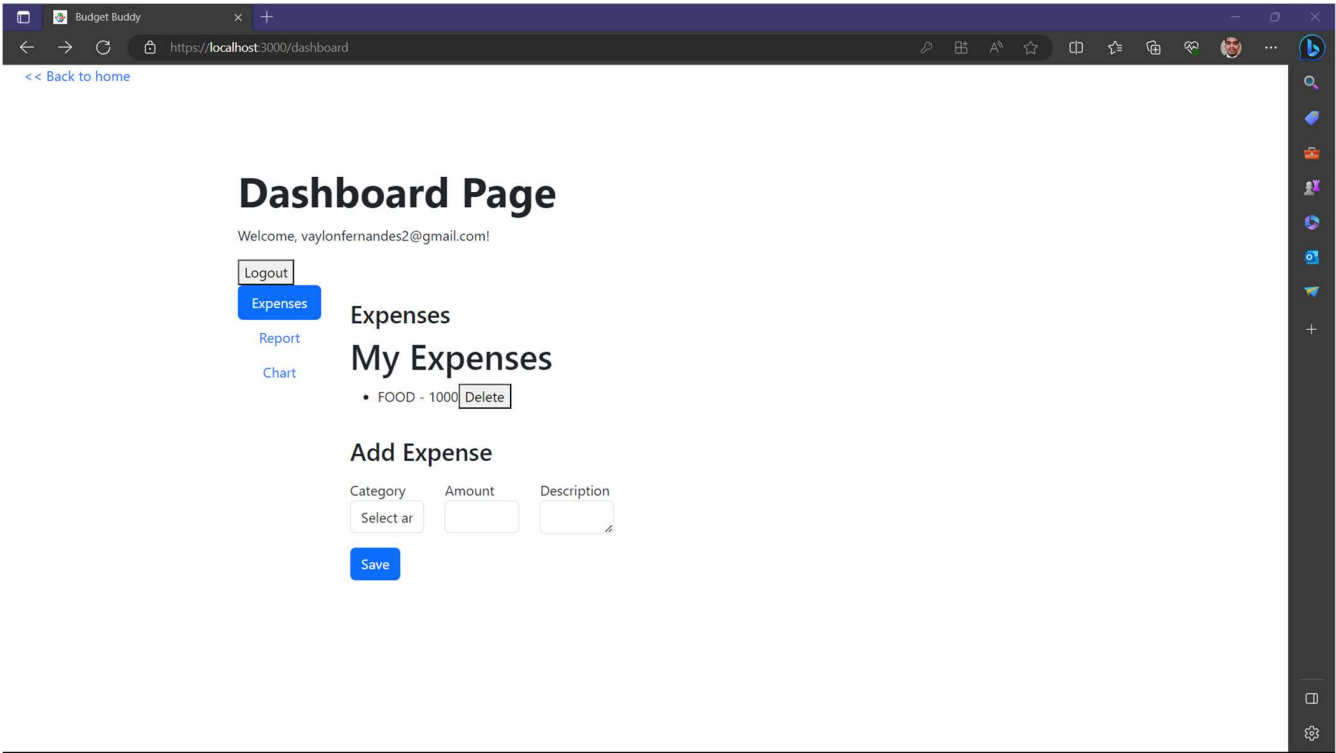 Budget Buddy
https://localhost:3000/dashboard
<< Back to home
Dashboard Page
Welcome, vaylonfernandes2@gmail.com!
Logout
Expenses
Report
Chart
Expenses
My Expenses
• FOOD - 1000 Delete
Add Expense
Category Amount Description
Select ar
Save